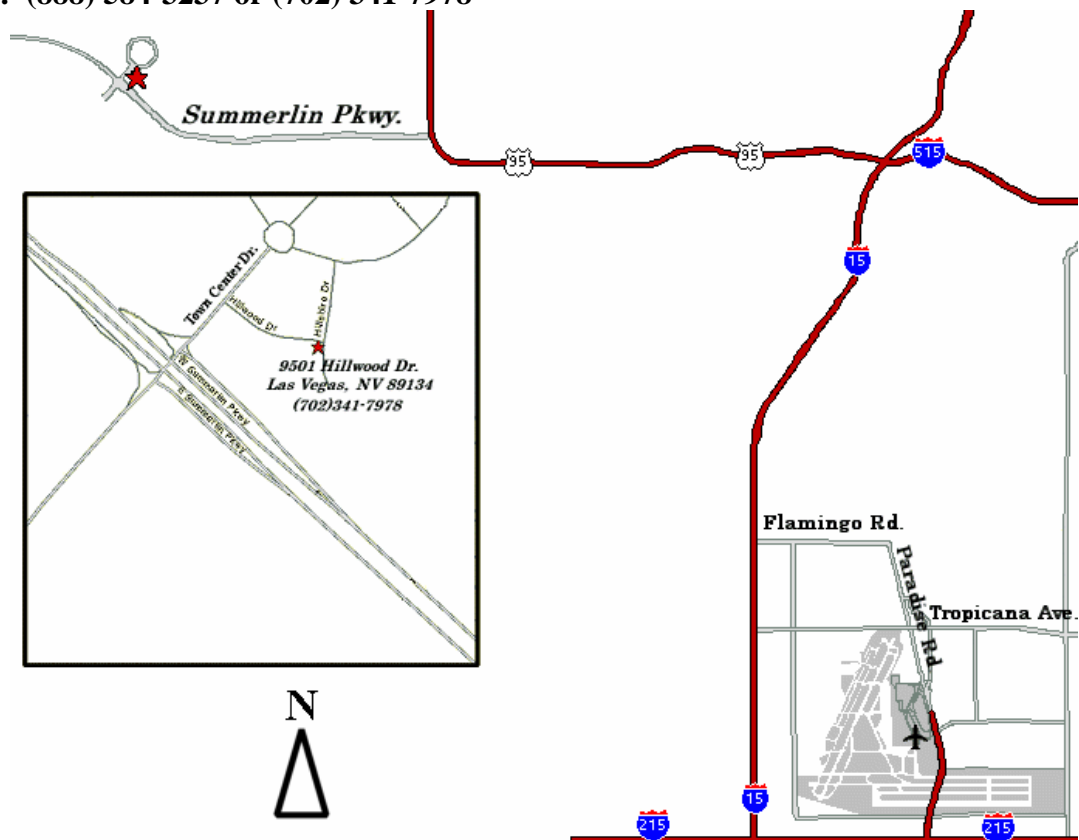 Summerlin Pkwy.
95
95
515
15
Town Center Dr.
Hillwood Dr
Hillshire Dr
W Summerlin Pkwy
E Summerlin Pkwy
9501 Hillwood Dr.
Las Vegas, NV 89134
(702)341-7978
Flamingo Rd.
Paradise Rd
Tropicana Ave.
N
15
215
215